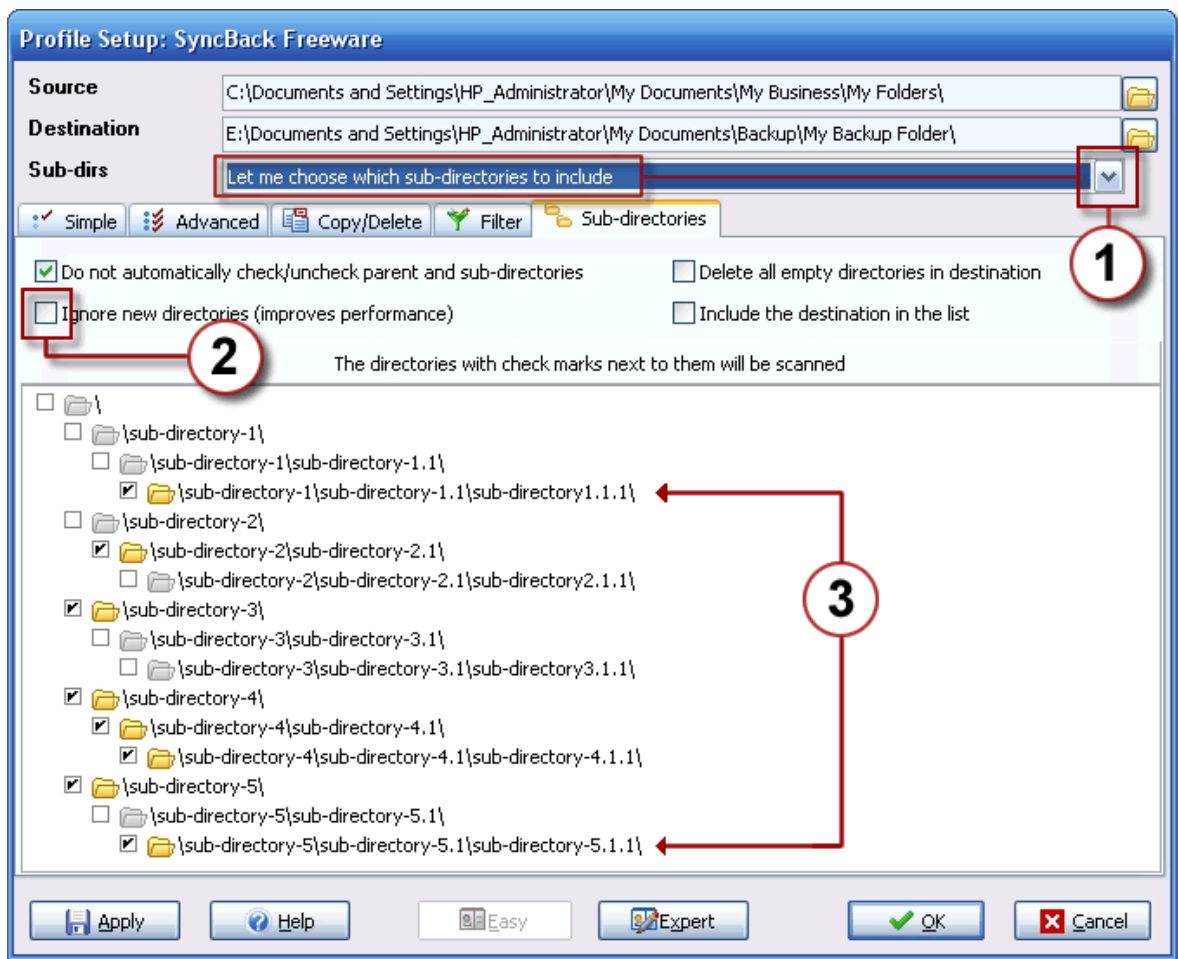 Profile Setup: SyncBack Freeware
Source C:\Documents and Settings\HP_Administrator\My Documents\My Business\My Folders\
Destination E:\Documents and Settings\HP_Administrator\My Documents\Backup\My Backup Folder\
Sub-dirs Let me choose which sub-directories to include
Simple Advanced Copy/Delete Filter Sub-directories
1
Do not automatically check/uncheck parent and sub-directories Delete all empty directories in destination
Ignore new directories (improves performance) Include the destination in the list
2
The directories with check marks next to them will be scanned
\
\sub-directory-1\
\sub-directory-1\sub-directory-1.1\
\sub-directory-1\sub-directory-1.1\sub-directory1.1.1\
\sub-directory-2\
\sub-directory-2\sub-directory-2.1\
\sub-directory-2\sub-directory-2.1\sub-directory2.1.1\
3
\sub-directory-3\
\sub-directory-3\sub-directory-3.1\
\sub-directory-3\sub-directory-3.1\sub-directory3.1.1\
\sub-directory-4\
\sub-directory-4\sub-directory-4.1\
\sub-directory-4\sub-directory-4.1\sub-directory-4.1.1\
\sub-directory-5\
\sub-directory-5\sub-directory-5.1\
\sub-directory-5\sub-directory-5.1\sub-directory-5.1.1\
Apply Help Easy Expert OK Cancel